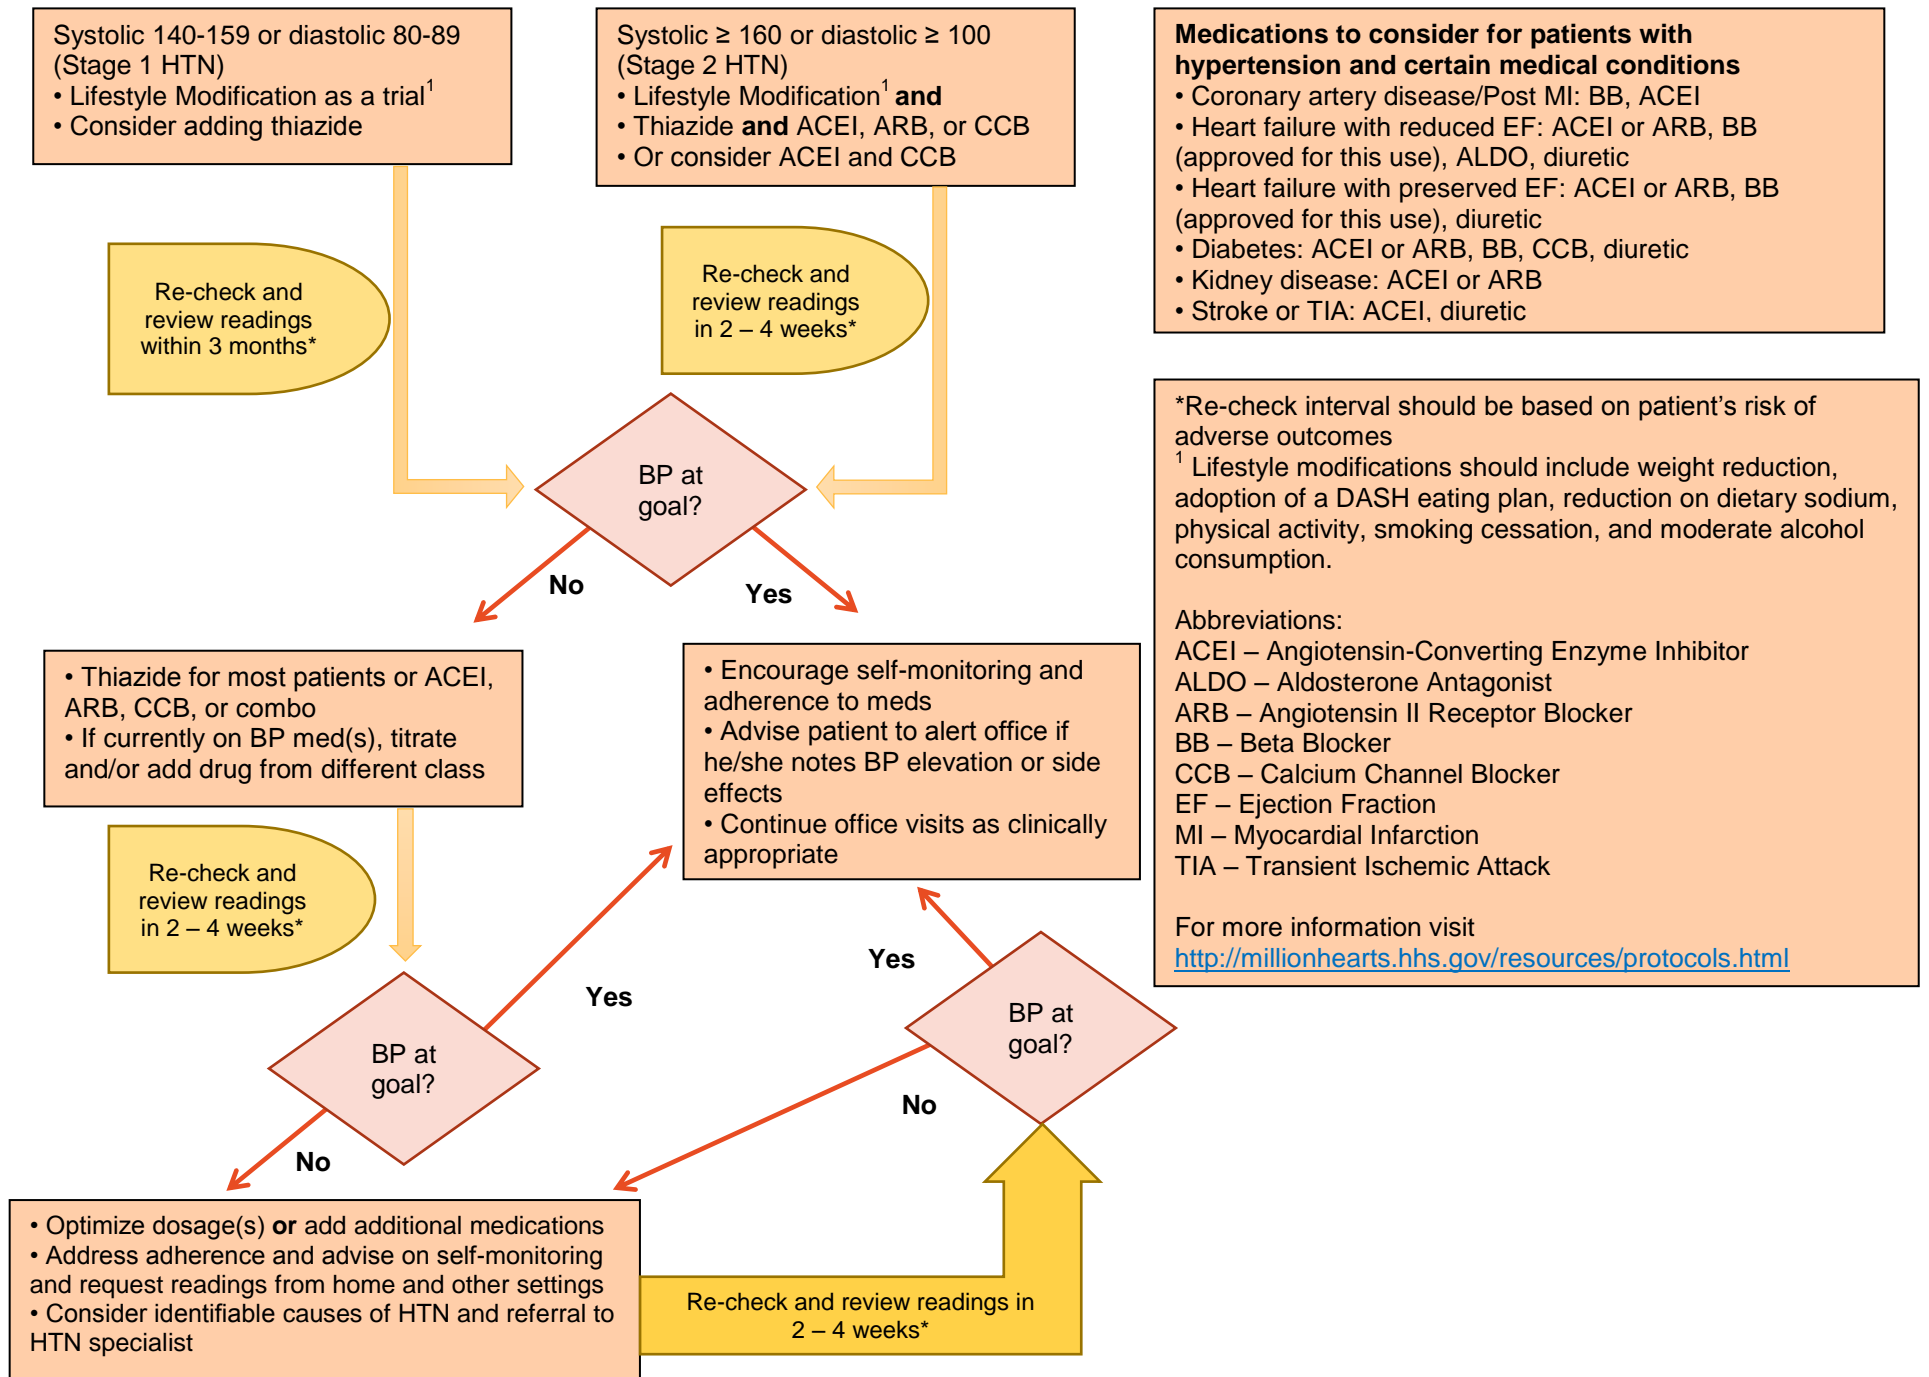 Systolic 140-159 or diastolic 80-89
(Stage 1 HTN)
• Lifestyle Modification as a trial1
• Consider adding thiazide
Systolic ≥ 160 or diastolic ≥ 100
(Stage 2 HTN)
• Lifestyle Modification1 and
• Thiazide and ACEI, ARB, or CCB
• Or consider ACEI and CCB
Medications to consider for patients with
hypertension and certain medical conditions
• Coronary artery disease/Post MI: BB, ACEI
• Heart failure with reduced EF: ACEI or ARB, BB
(approved for this use), ALDO, diuretic
• Heart failure with preserved EF: ACEI or ARB, BB
(approved for this use), diuretic
• Diabetes: ACEI or ARB, BB, CCB, diuretic
• Kidney disease: ACEI or ARB
• Stroke or TIA: ACEI, diuretic
Re-check and
review readings
within 3 months*
Re-check and
review readings
in 2 – 4 weeks*
*Re-check interval should be based on patient's risk of
adverse outcomes
1 Lifestyle modifications should include weight reduction,
adoption of a DASH eating plan, reduction on dietary sodium,
physical activity, smoking cessation, and moderate alcohol
consumption.
Abbreviations:
ACEI – Angiotensin-Converting Enzyme Inhibitor
ALDO – Aldosterone Antagonist
ARB – Angiotensin II Receptor Blocker
BB – Beta Blocker
CCB – Calcium Channel Blocker
EF – Ejection Fraction
MI – Myocardial Infarction
TIA – Transient Ischemic Attack
For more information visit
http://millionhearts.hhs.gov/resources/protocols.html
BP at
goal?
No
Yes
• Thiazide for most patients or ACEI,
ARB, CCB, or combo
• If currently on BP med(s), titrate
and/or add drug from different class
• Encourage self-monitoring and
adherence to meds
• Advise patient to alert office if
he/she notes BP elevation or side
effects
• Continue office visits as clinically
appropriate
Re-check and
review readings
in 2 – 4 weeks*
BP at
goal?
Yes
No
BP at
goal?
Yes
No
• Optimize dosage(s) or add additional medications
• Address adherence and advise on self-monitoring
and request readings from home and other settings
• Consider identifiable causes of HTN and referral to
HTN specialist
Re-check and review readings in
2 – 4 weeks*